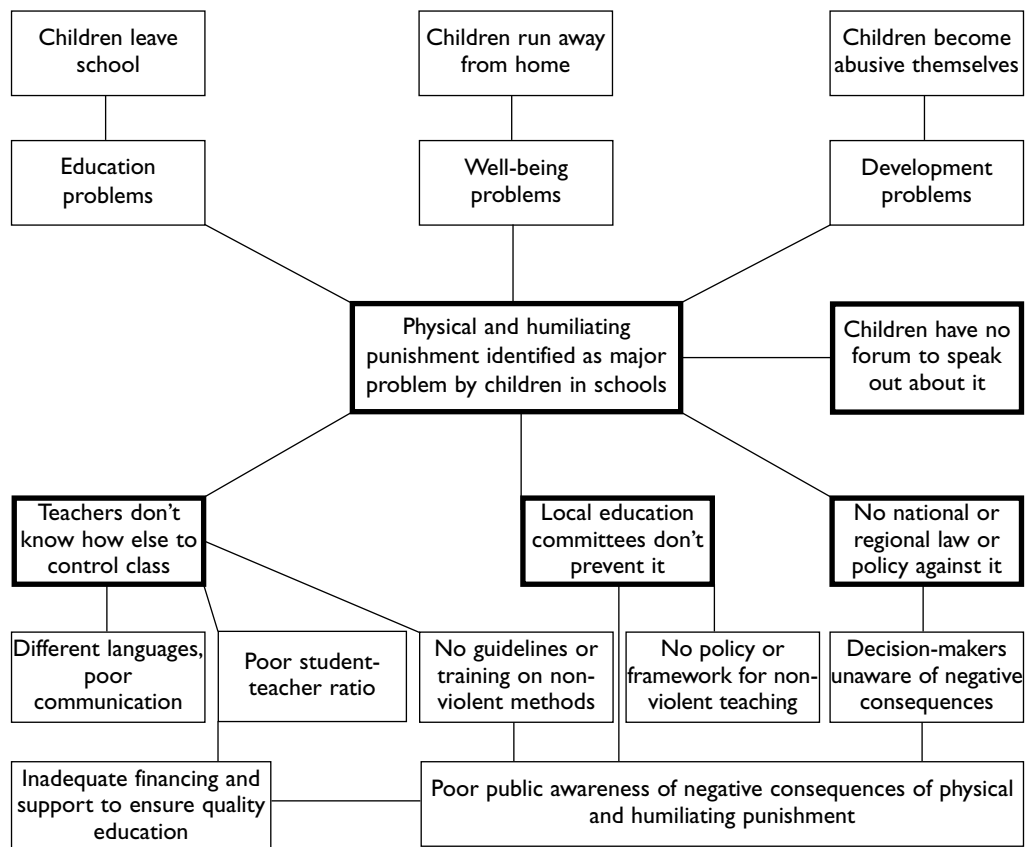 Children leave
school
Children run away
from home
Children become
abusive themselves
Education
problems
Well-being
problems
Development
problems
Physical and humiliating
punishment identified as major
problem by children in schools
Children have no
forum to speak
out about it
Teachers don't
know how else to
control class
Local education
committees don't
prevent it
No national or
regional law or
policy against it
Different languages,
poor
communication
Poor student-
teacher ratio
No guidelines or
training on non-
violent methods
No policy or
framework for non-
violent teaching
Decision-makers
unaware of negative
consequences
Inadequate financing and
support to ensure quality
education
Poor public awareness of negative consequences of physical
and humiliating punishment